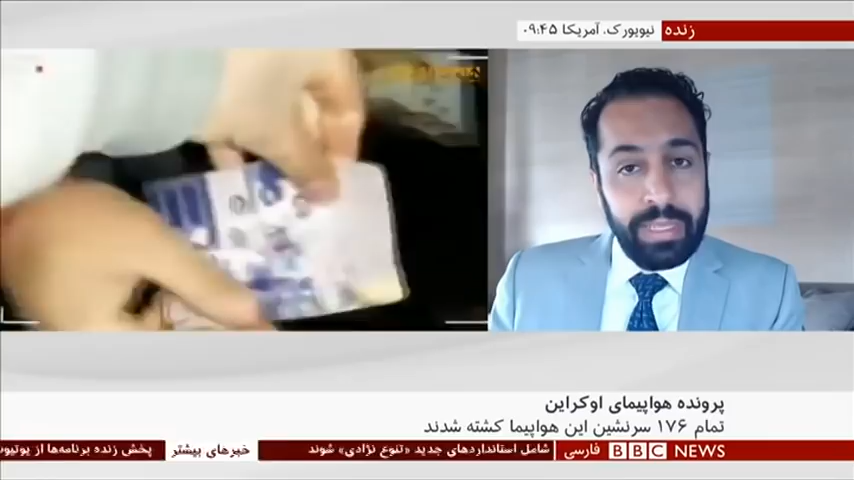 زنده نیویورک، آمریکا ۰۹:۴۵
پرونده هواپیمای اوکراین
تمام ۱۷۶ سرنشین این هواپیما کشته شدند
BBC NEWS فارسی شامل استانداردهای جدید «تنوع نژادی» شوند خبرهای بیشتر پخش زنده برنامه‌ها از یوتیو